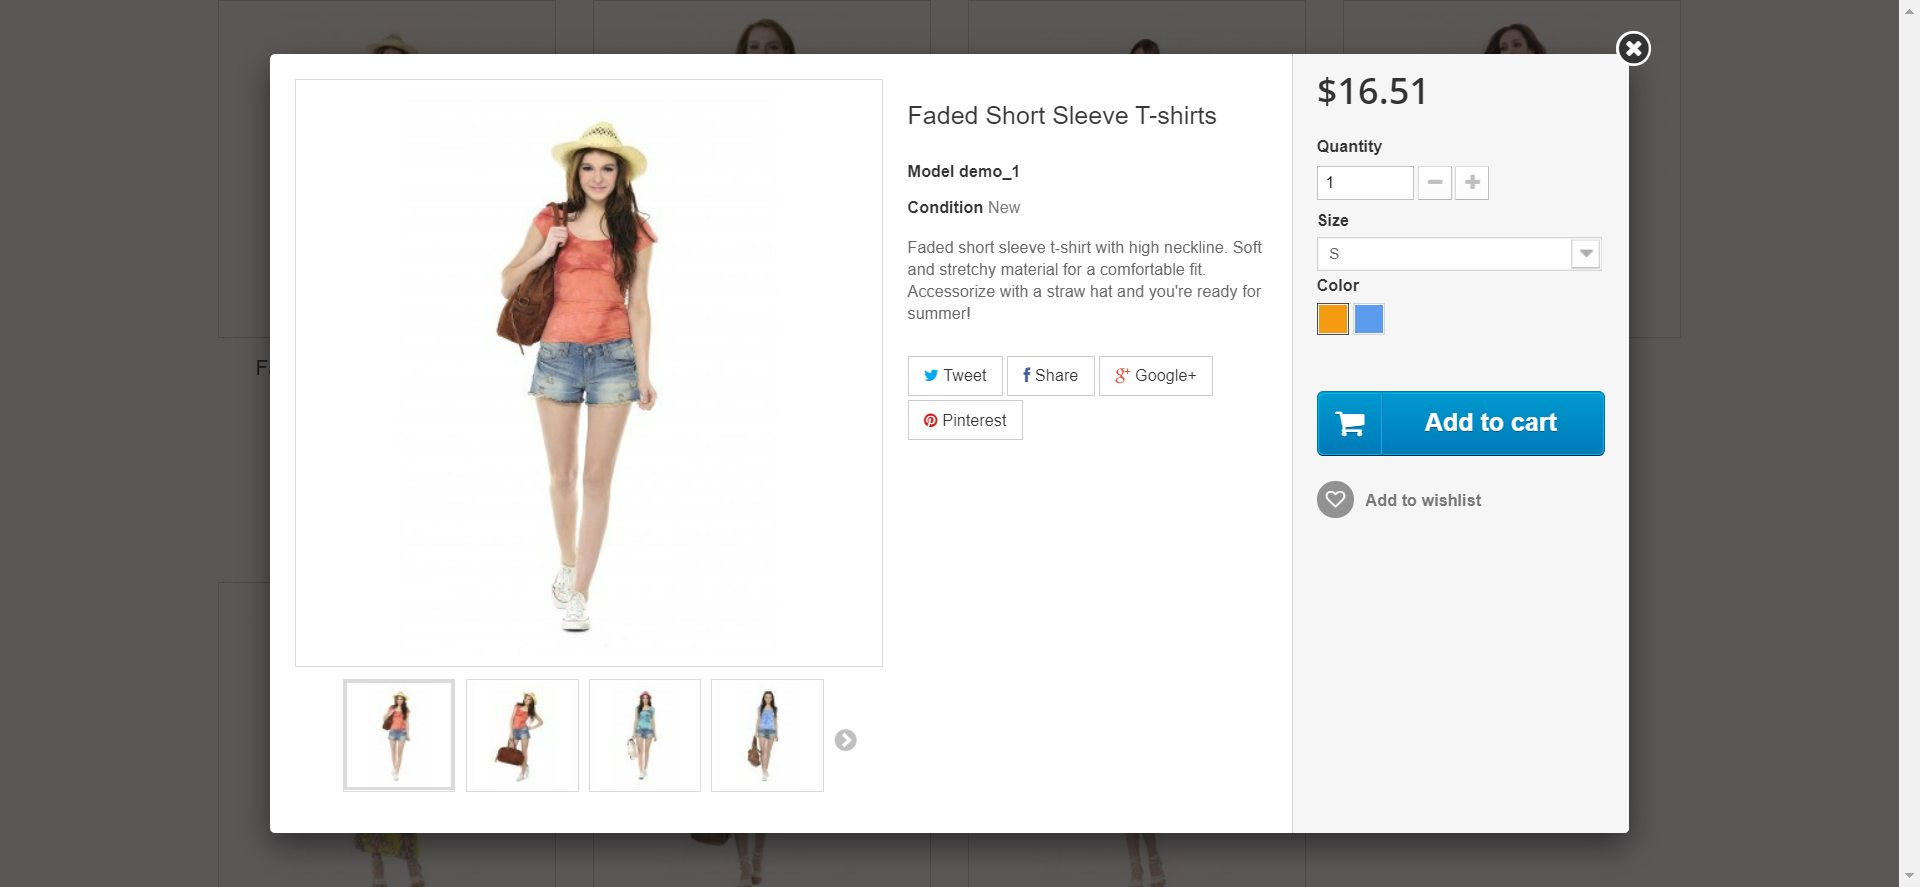 Faded Short Sleeve T-shirts
Model demo_1
Condition New
Faded short sleeve t-shirt with high neckline. Soft
and stretchy material for a comfortable fit.
Accessorize with a straw hat and you're ready for
summer!
Tweet
Share
Google+
Pinterest
$16.51
Quantity
1
Size
S
Color
Add to cart
Add to wishlist